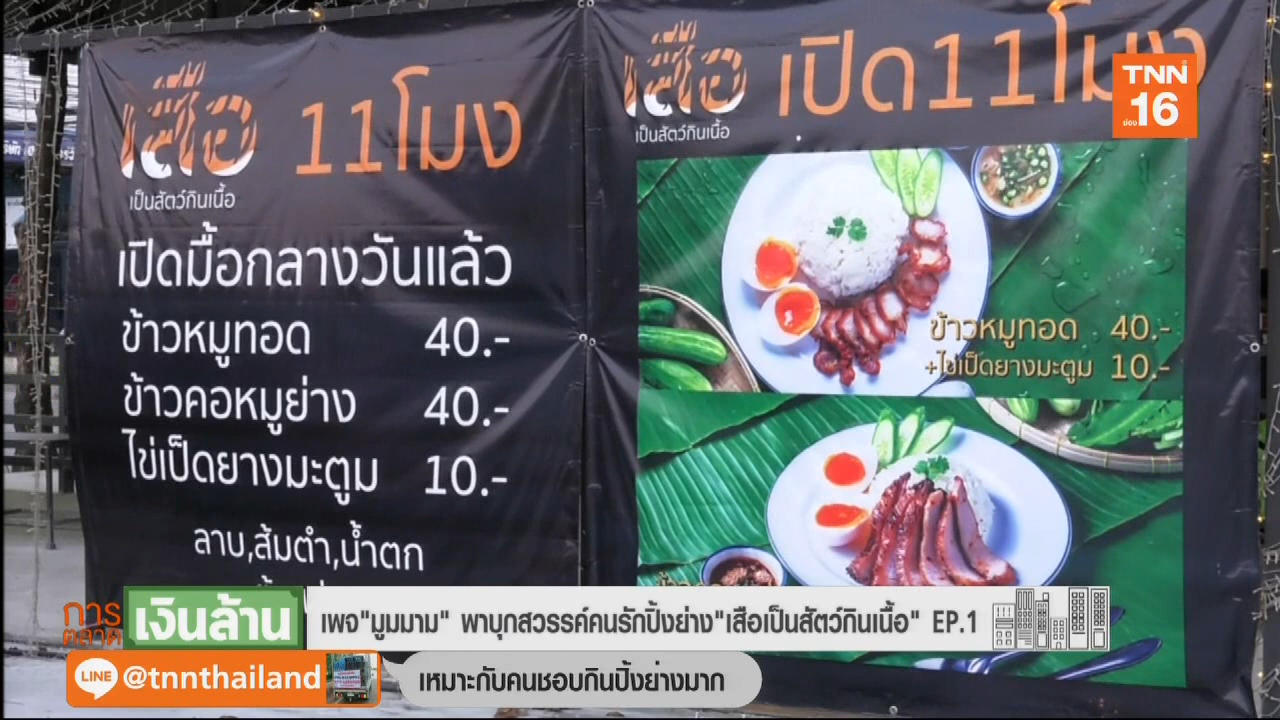 เสือ 11โมง
เป็นสัตว์กินเนื้อ
เปิดมื้อกลางวันแล้ว
ข้าวหมูทอด 40.-
ข้าวคอหมูย่าง 40.-
ไข่เป็ดยางมะตูม 10.-
ลาบ,ส้มตำ,น้ำตก
เสือ เปิด11โมง
เป็นสัตว์กินเนื้อ
ข้าวหมูทอด 40.-
+ไข่เป็ดยางมะตูม 10.-
TNN
ช่อง 16
การตลาด เงินล้าน
เพจ"มูมมาม" พาบุกสวรรค์คนรักปิ้งย่าง"เสือเป็นสัตว์กินเนื้อ" EP.1
LINE @tnnthailand
เหมาะกับคนชอบกินปิ้งย่างมาก